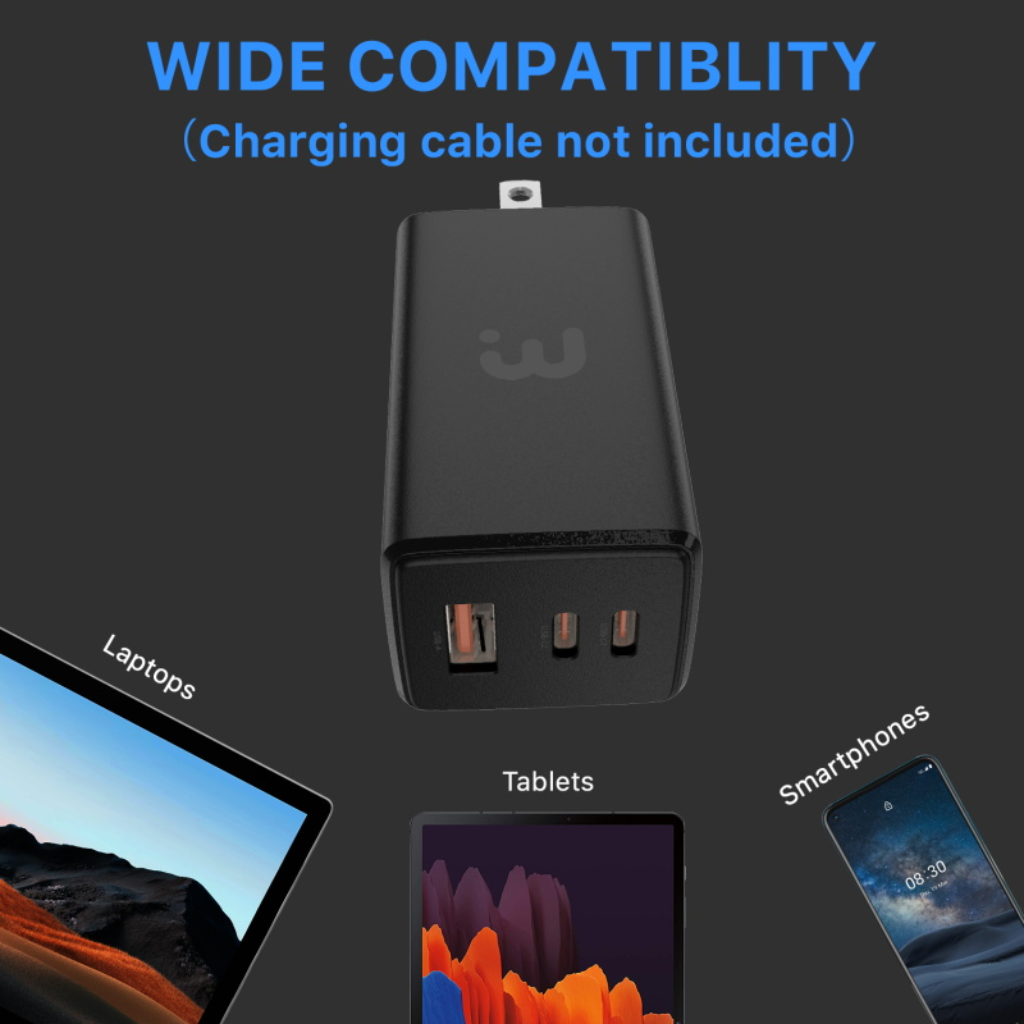 WIDE COMPATIBLITY
（Charging cable not included）
Laptops
Tablets
Smartphones
08:30